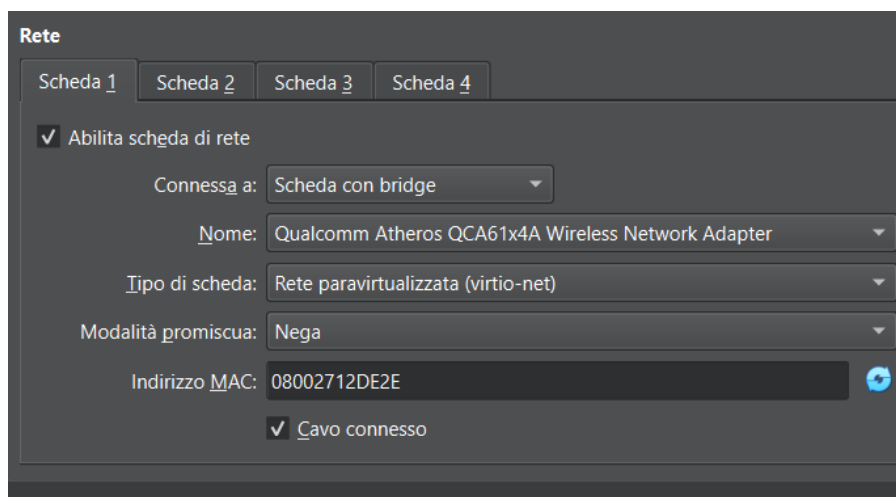 Rete
Scheda 1 Scheda 2 Scheda 3 Scheda 4
Abilita scheda di rete
Connessa a: Scheda con bridge
Nome: Qualcomm Atheros QCA61x4A Wireless Network Adapter
Tipo di scheda: Rete paravirtualizzata (virtio-net)
Modalità promiscua: Nega
Indirizzo MAC: 08002712DE2E
Cavo connesso